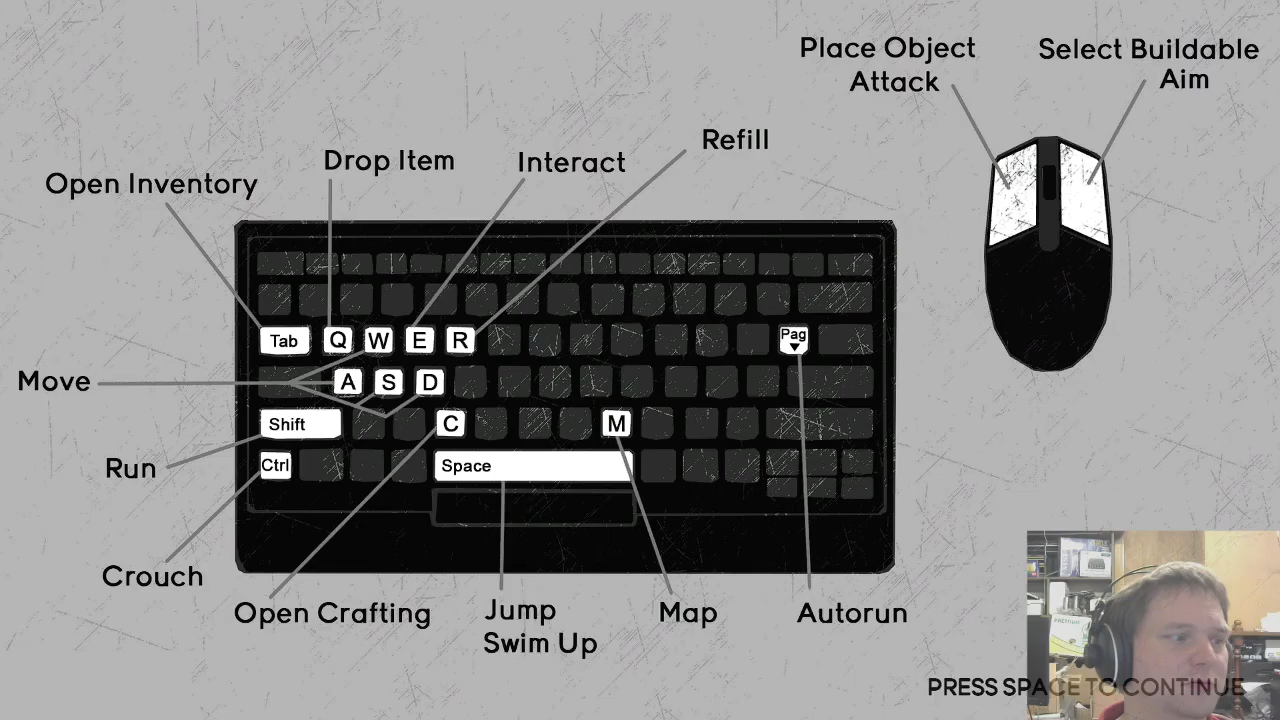 Place Object
Attack
Select Buildable
Aim
Refill
Drop Item
Interact
Open Inventory
Tab
Q
W
E
R
Pag
Move
A
S
D
Shift
C
M
Run
Ctrl
Space
Crouch
Open Crafting
Jump
Swim Up
Map
Autorun
PRESS SPACE TO CONTINUE